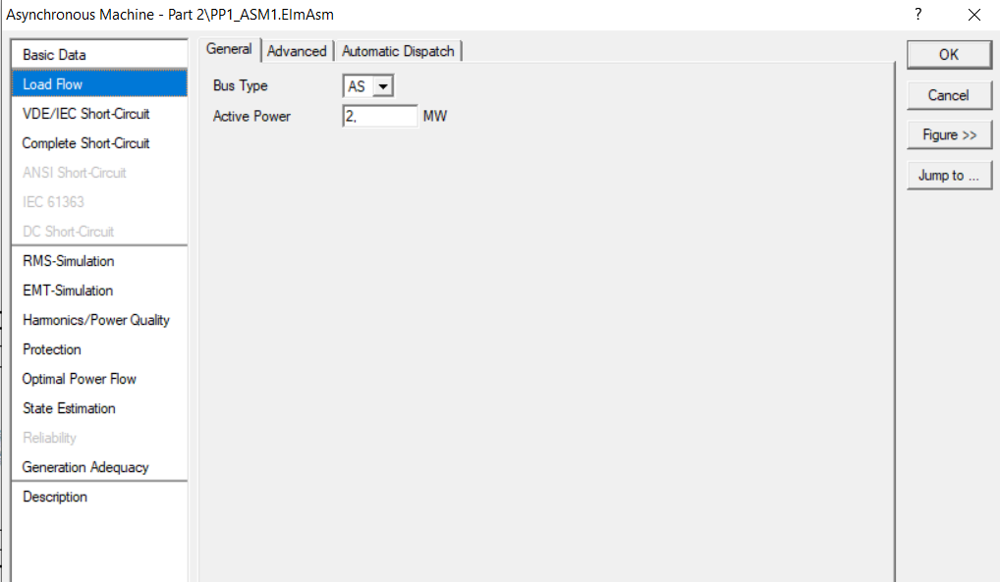 Asynchronous Machine - Part 2\PP1_ASM1.ElmAsm
?
Basic Data
Load Flow
VDE/IEC Short-Circuit
Complete Short-Circuit
ANSI Short-Circuit
IEC 61363
DC Short-Circuit
RMS-Simulation
EMT-Simulation
Harmonics/Power Quality
Protection
Optimal Power Flow
State Estimation
Reliability
Generation Adequacy
Description
General Advanced Automatic Dispatch
Bus Type AS
Active Power 2, MW
OK
Cancel
Figure >>
Jump to ...